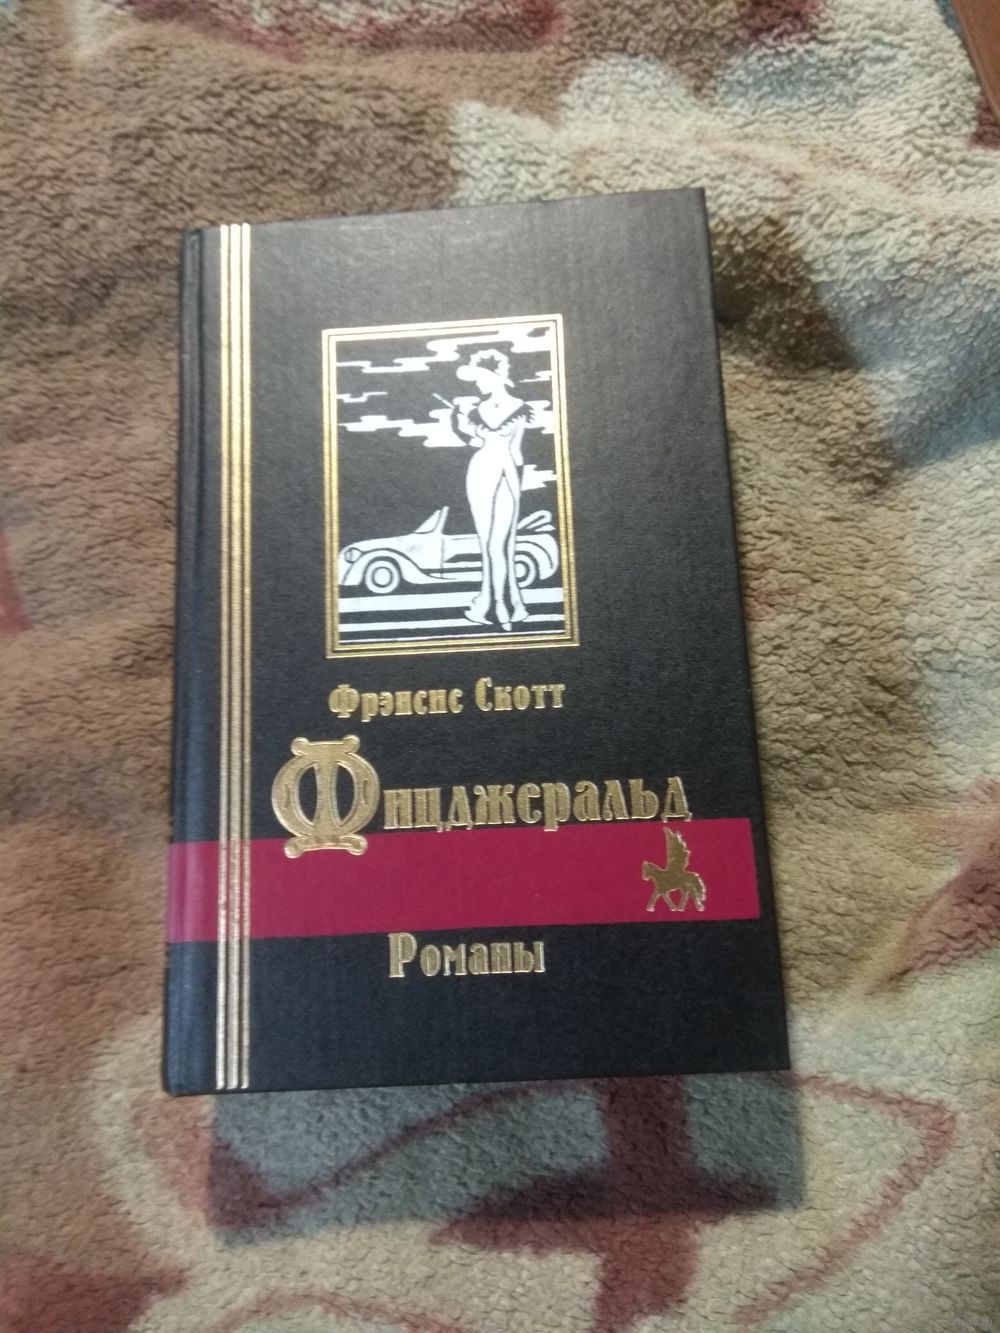 Фрэнсис Скотт
Фицджеральд
Романы